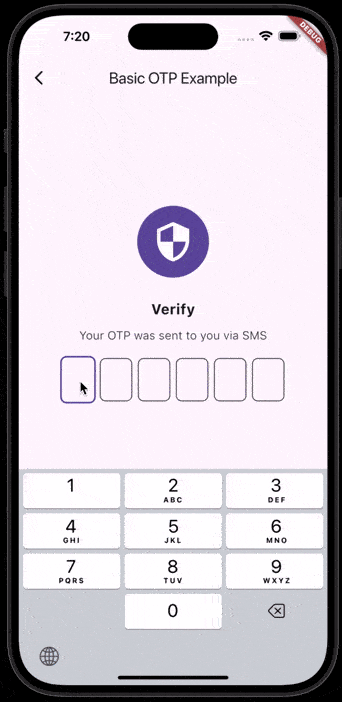 7:20
DEBUG
Basic OTP Example
Verify
Your OTP was sent to you via SMS
1
2
ABC
3
DEF
4
GHI
5
JKL
6
MNO
7
PQRS
8
TUV
9
WXYZ
0